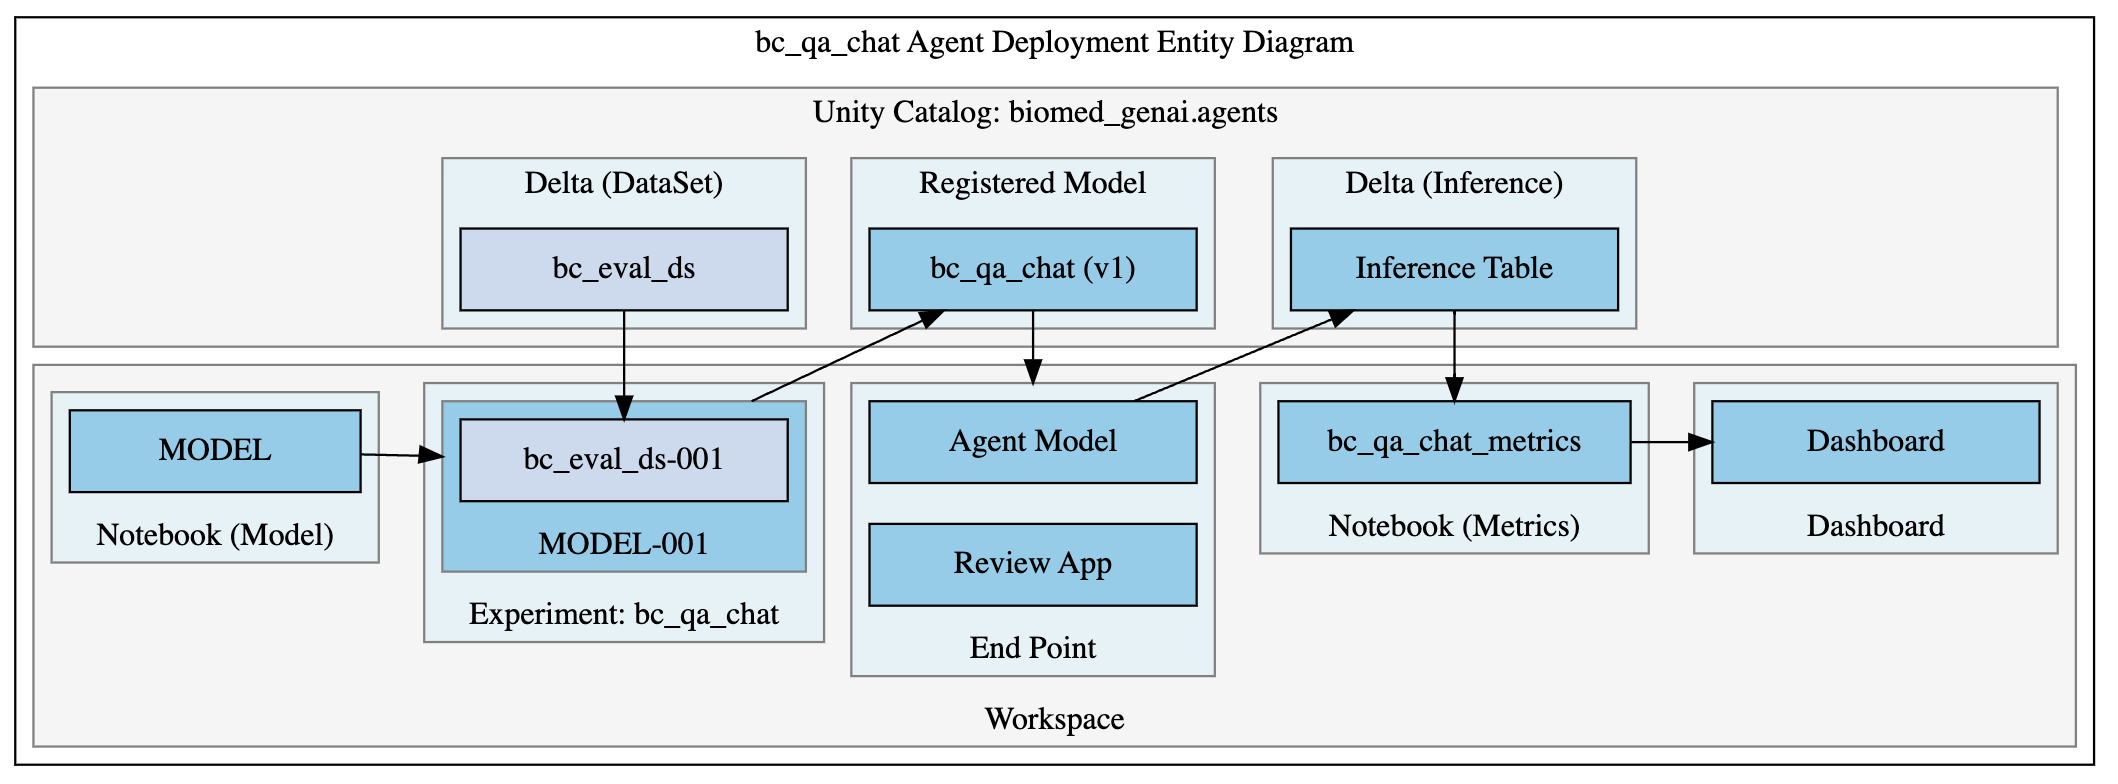 bc_qa_chat Agent Deployment Entity Diagram
Unity Catalog: biomed_genai.agents
Delta (DataSet)
bc_eval_ds
Registered Model
bc_qa_chat (v1)
Delta (Inference)
Inference Table
MODEL
Notebook (Model)
bc_eval_ds-001
MODEL-001
Experiment: bc_qa_chat
Agent Model
Review App
End Point
bc_qa_chat_metrics
Notebook (Metrics)
Dashboard
Dashboard
Workspace